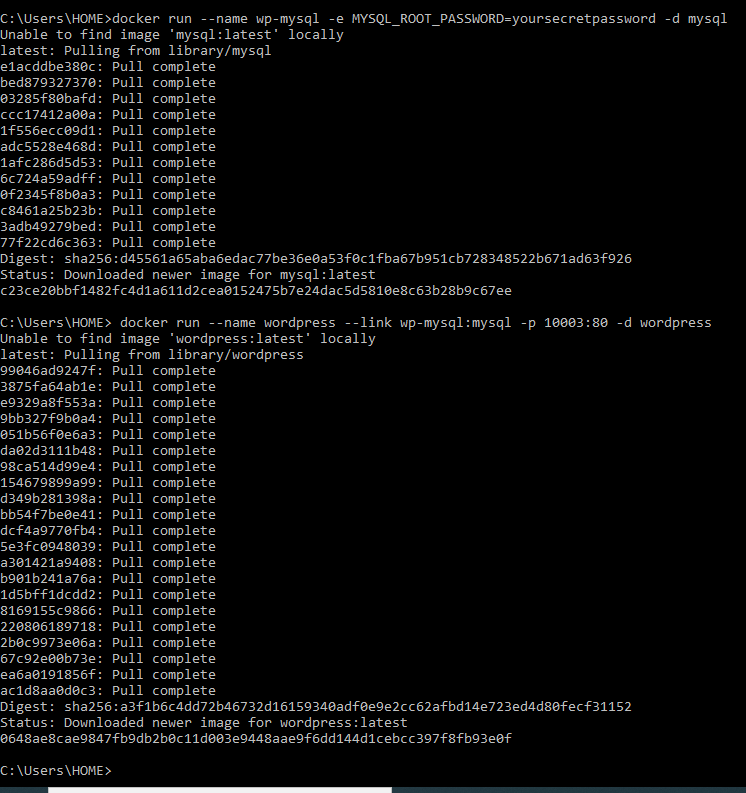 C:\Users\HOME>docker run --name wp-mysql -e MYSQL_ROOT_PASSWORD=yoursecretpassword -d mysql
Unable to find image 'mysql:latest' locally
latest: Pulling from library/mysql
e1acddbe380c: Pull complete
bed879327370: Pull complete
03285f80bafd: Pull complete
ccc17412a00a: Pull complete
1f556ecc09d1: Pull complete
adc5528e468d: Pull complete
1afc286d5d53: Pull complete
6c724a59adff: Pull complete
0f2345f8b0a3: Pull complete
c8461a25b23b: Pull complete
3adb49279bed: Pull complete
77f22cd6c363: Pull complete
Digest: sha256:d45561a65aba6edac77be36e0a53f0c1fba67b951cb728348522b671ad63f926
Status: Downloaded newer image for mysql:latest
c23ce20bbf1482fc4d1a611d2cea0152475b7e24dac5d5810e8c63b28b9c67ee
C:\Users\HOME> docker run --name wordpress --link wp-mysql:mysql -p 10003:80 -d wordpress
Unable to find image 'wordpress:latest' locally
latest: Pulling from library/wordpress
99046ad9247f: Pull complete
3875fa64ab1e: Pull complete
e9329a8f553a: Pull complete
9bb327f9b0a4: Pull complete
051b56f0e6a3: Pull complete
da02d3111b48: Pull complete
98ca514d99e4: Pull complete
154679899a99: Pull complete
d349b281398a: Pull complete
bb54f7be0e41: Pull complete
dcf4a9770fb4: Pull complete
5e3fc0948039: Pull complete
a301421a9408: Pull complete
b901b241a76a: Pull complete
1d5bff1dcdd2: Pull complete
8169155c9866: Pull complete
220806189718: Pull complete
2b0c9973e06a: Pull complete
67c92e00b73e: Pull complete
ea6a0191856f: Pull complete
ac1d8aa0d0c3: Pull complete
Digest: sha256:a3f1b6c4dd72b46732d16159340adf0e9e2cc62afbd14e723ed4d80fecf31152
Status: Downloaded newer image for wordpress:latest
0648ae8cae9847fb9db2b0c11d003e9448aae9f6dd144d1cebcc397f8fb93e0f
C:\Users\HOME>